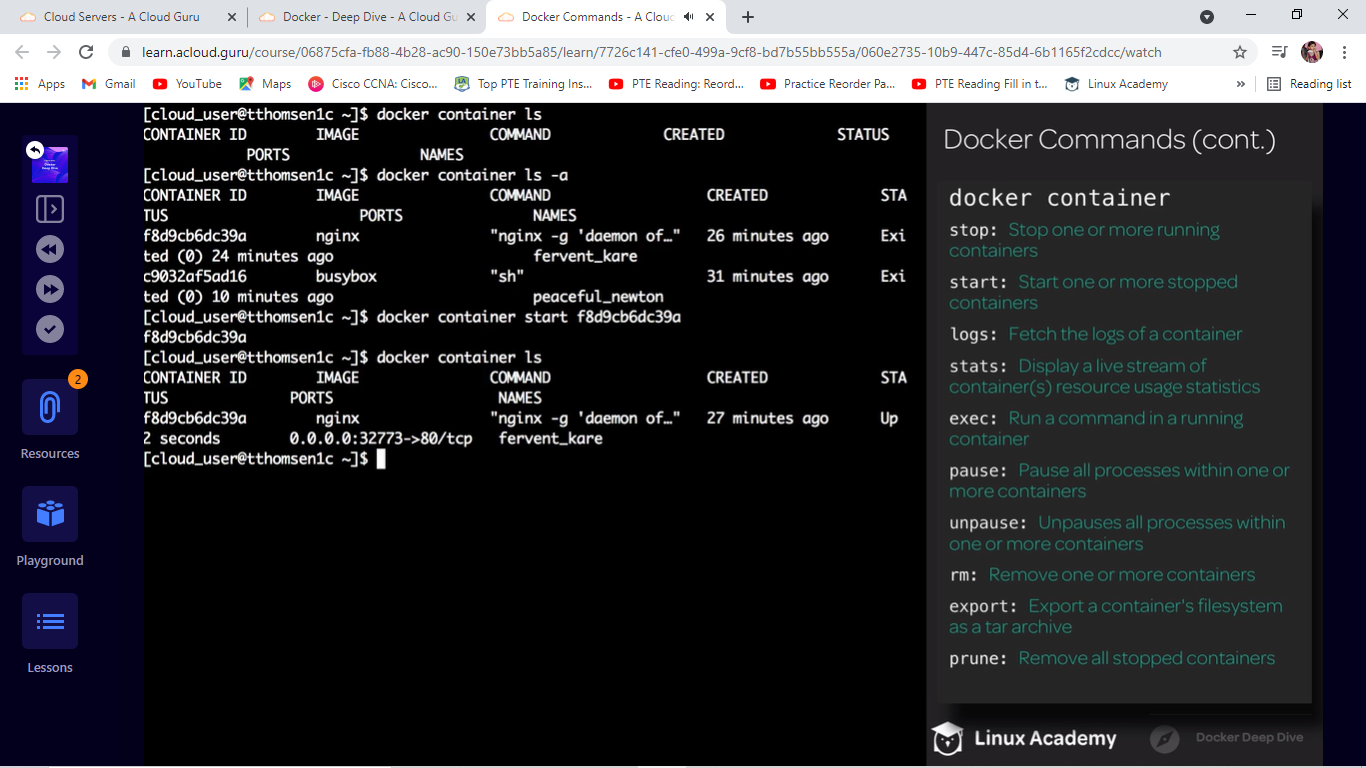 Cloud Servers - A Cloud Guru
Docker - Deep Dive - A Cloud Gu
Docker Commands - A Cloud
learn.acloud.guru/course/06875cfa-fb88-4b28-ac90-150e73bb5a85/learn/7726c141-cfe0-499a-9cf8-bd7b55bb555a/060e2735-10b9-447c-85d4-6b1165f2cdcc/watch
Apps
Gmail
YouTube
Maps
Cisco CCNA: Cisco...
Top PTE Training Ins...
PTE Reading: Reord...
Practice Reorder Pa...
PTE Reading Fill in t...
Linux Academy
»
Reading list
Docker
Deep Dive
2
Resources
Playground
Lessons
[cloud_user@tthomsen1c ~]$ docker container ls
CONTAINER ID IMAGE COMMAND CREATED STATUS
PORTS NAMES
[cloud_user@tthomsen1c ~]$ docker container ls -a
CONTAINER ID IMAGE COMMAND CREATED STA
TUS PORTS NAMES
f8d9cb6dc39a nginx "nginx -g 'daemon of…" 26 minutes ago Exi
ted (0) 24 minutes ago fervent_kare
c9032af5ad16 busybox "sh" 31 minutes ago Exi
ted (0) 10 minutes ago peaceful_newton
[cloud_user@tthomsen1c ~]$ docker container start f8d9cb6dc39a
f8d9cb6dc39a
[cloud_user@tthomsen1c ~]$ docker container ls
CONTAINER ID IMAGE COMMAND CREATED STA
TUS PORTS NAMES
f8d9cb6dc39a nginx "nginx -g 'daemon of…" 27 minutes ago Up
2 seconds 0.0.0.0:32773->80/tcp fervent_kare
[cloud_user@tthomsen1c ~]$
Docker Commands (cont.)
docker container
stop: Stop one or more running
containers
start: Start one or more stopped
containers
logs: Fetch the logs of a container
stats: Display a live stream of
container(s) resource usage statistics
exec: Run a command in a running
container
pause: Pause all processes within one or
more containers
unpause: Unpauses all processes within
one or more containers
rm: Remove one or more containers
export: Export a container's filesystem
as a tar archive
prune: Remove all stopped containers
Linux Academy
Docker Deep Dive